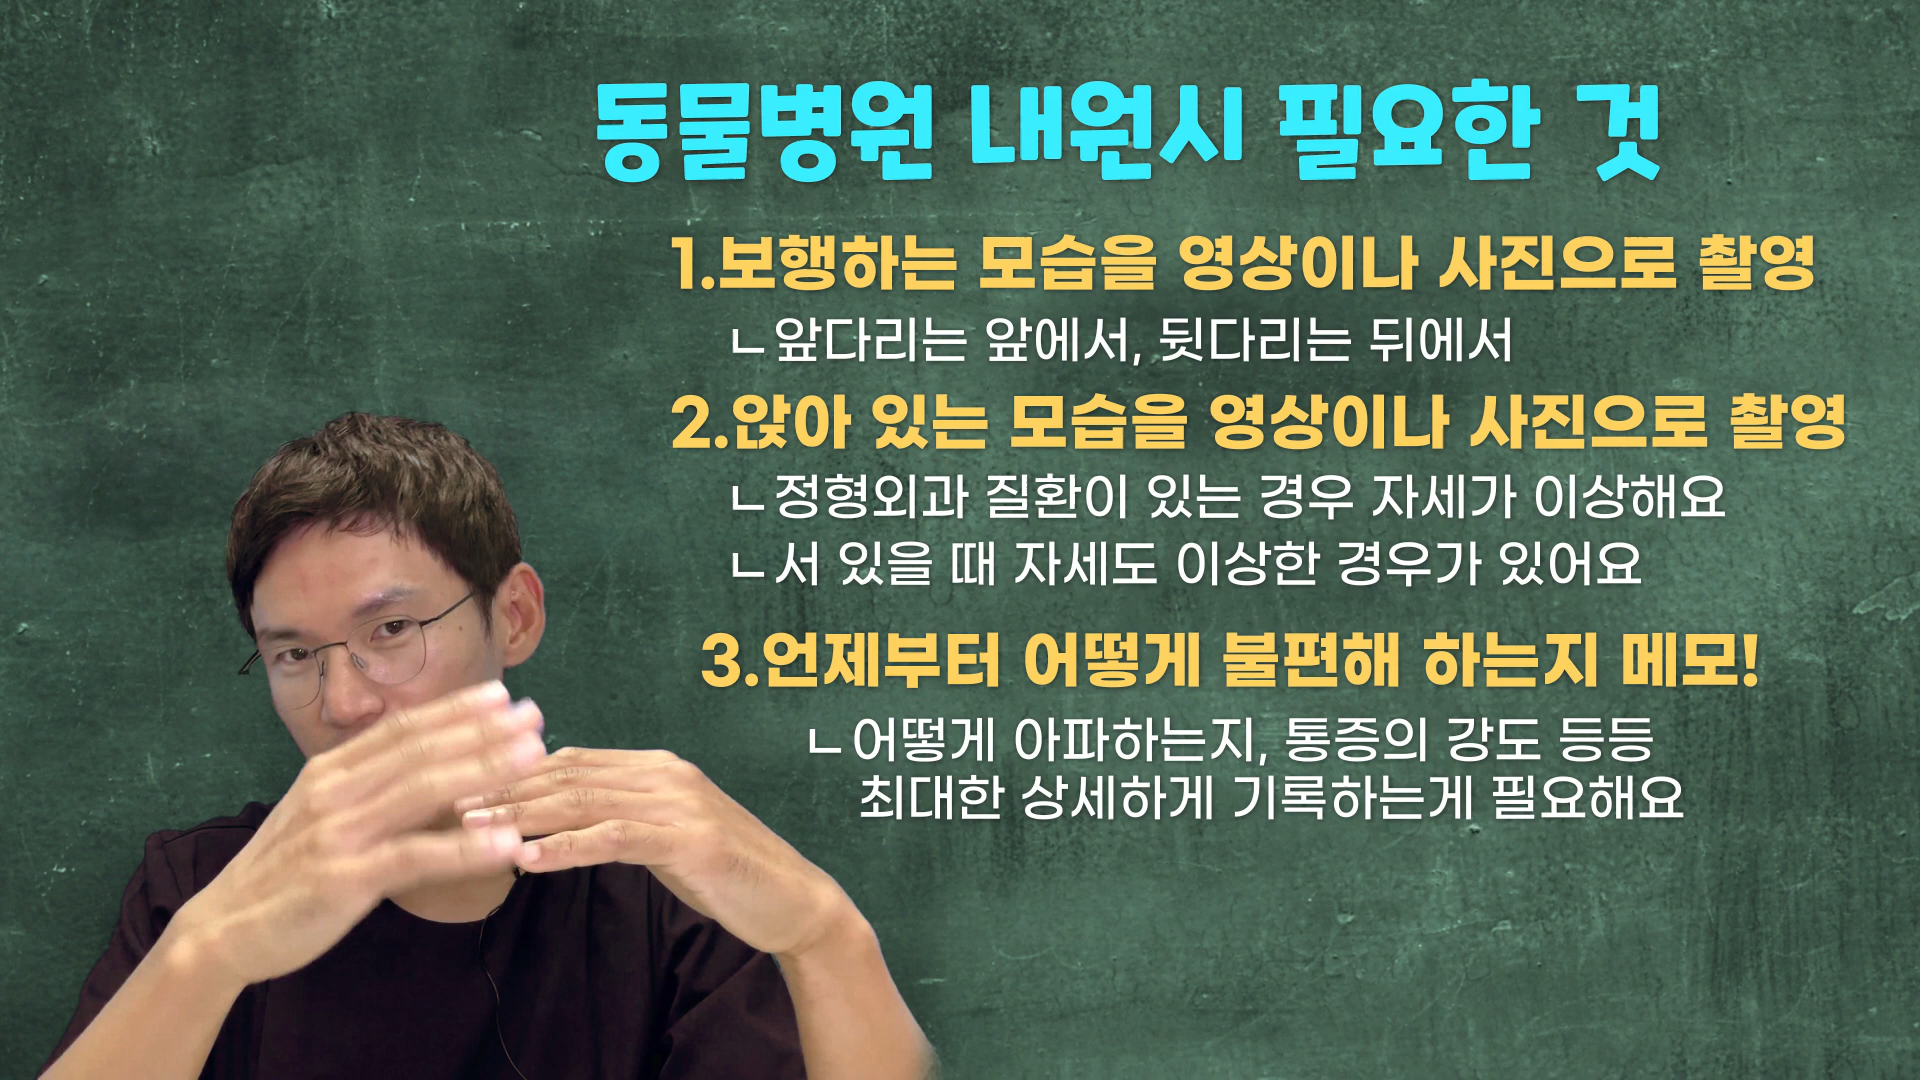 동물병원 내원시 필요한 것
1.보행하는 모습을 영상이나 사진으로 촬영
ㄴ앞다리는 앞에서, 뒷다리는 뒤에서
2.앉아 있는 모습을 영상이나 사진으로 촬영
ㄴ정형외과 질환이 있는 경우 자세가 이상해요
ㄴ서 있을 때 자세도 이상한 경우가 있어요
3.언제부터 어떻게 불편해 하는지 메모!
ㄴ어떻게 아파하는지, 통증의 강도 등등
최대한 상세하게 기록하는게 필요해요